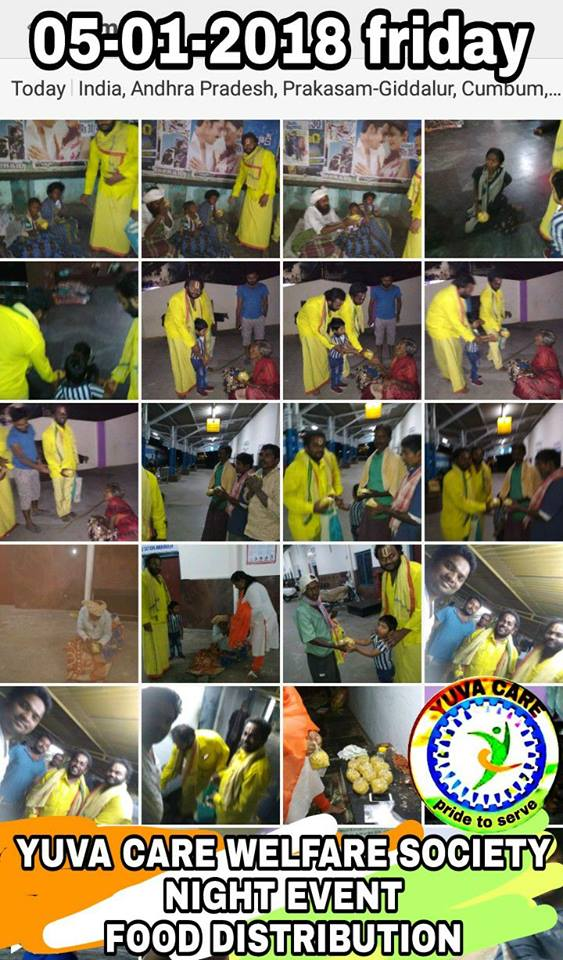 05-01-2018 friday
Today India, Andhra Pradesh, Prakasam-Giddalur, Cumbum,...
YUVA CARE
pride to serve
YUVA CARE WELFARE SOCIETY
NIGHT EVENT
FOOD DISTRIBUTION